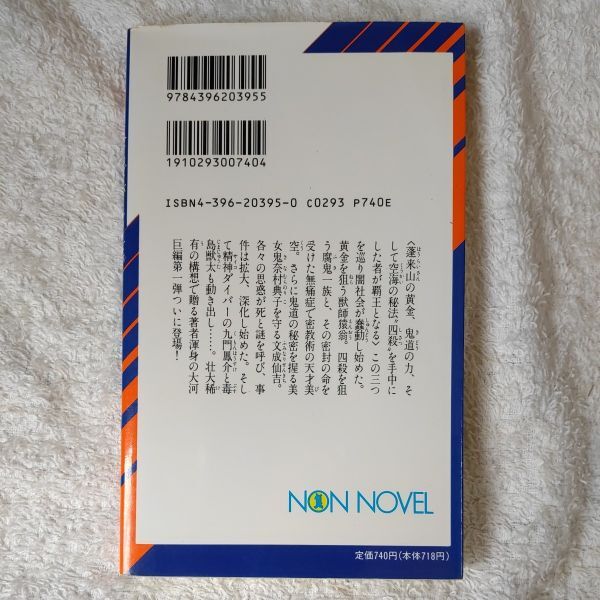 9784396203955
1910293007404
ISBN4-396-20395-0 C0293 P740E
〈蓬来山の黄金、鬼道の力、そ
して空海の秘法〝四殺〟を手中に
した者が覇王となる〉この三つ
を巡り闇社会が蠢動し始めた。
黄金を狙う獣師猿翁。四殺を狙
う腐鬼一族と、その密封の命を
受けた無痛症で密教術の天才美
空。さらに鬼道の秘密を握る美
女鬼奈村典子を守る文成仙吉。
各々の思惑が死と謎を呼び、事
件は拡大、深化し始めた。そし
て精神ダイバーの九門鳳介と毒
島獣太も動き出し……。壮大稀
有の構想で贈る著者渾身の大河
巨編第一弾ついに登場！
NON NOVEL
定価740円(本体718円)